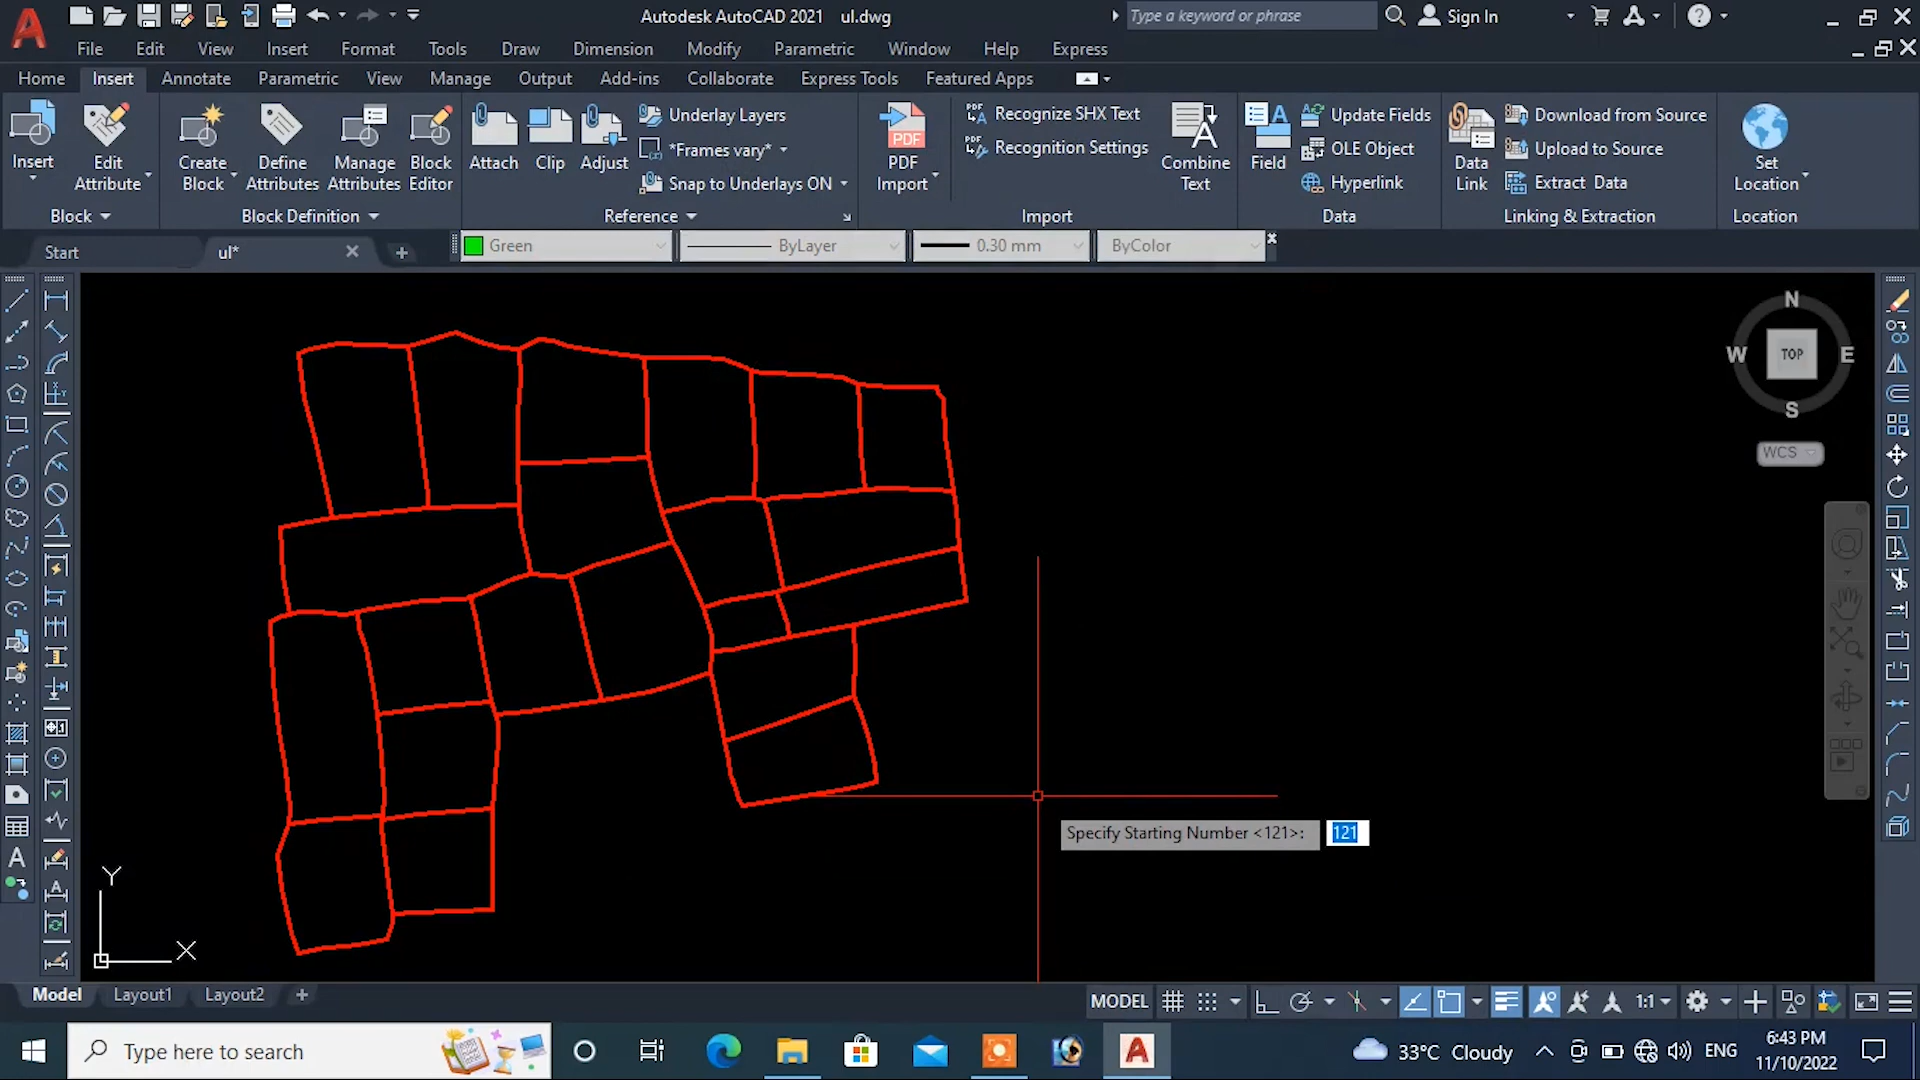 Autodesk AutoCAD 2021 ul.dwg
Type a keyword or phrase
Sign In
File Edit View Insert Format Tools Draw Dimension Modify Parametric Window Help Express
Home Insert Annotate Parametric View Manage Output Add-ins Collaborate Express Tools Featured Apps
Insert
Edit Attribute
Block
Create Block
Define Attributes
Manage Attributes
Block Editor
Block Definition
Attach
Clip
Adjust
Underlay Layers
*Frames vary*
Snap to Underlays ON
Reference
PDF
PDF Import
Recognize SHX Text
Recognition Settings
Combine Text
Import
Field
Update Fields
OLE Object
Hyperlink
Data
Data Link
Download from Source
Upload to Source
Extract Data
Linking & Extraction
Set Location
Location
Start
ul*
Green
ByLayer
0.30 mm
ByColor
N
W
TOP
E
S
WCS
Specify Starting Number <121>: 121
Y
X
Model Layout1 Layout2
MODEL
1:1
Type here to search
33°C Cloudy
ENG
6:43 PM
11/10/2022